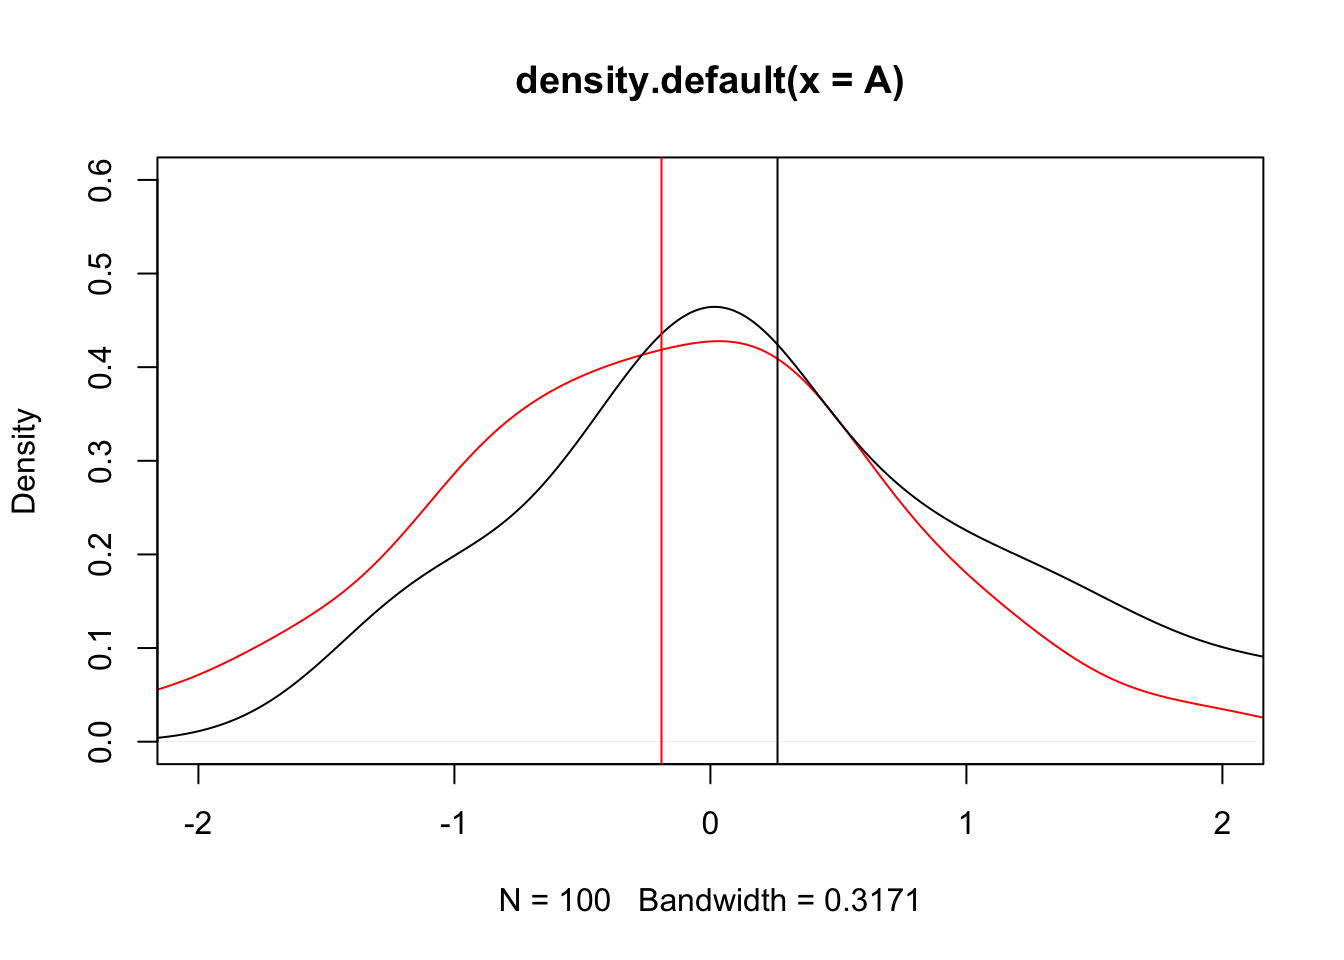 density.default(x = A)
0.6
0.5
0.4
0.3
0.2
0.1
0.0
Density
-2 -1 0 1 2
N = 100 Bandwidth = 0.3171